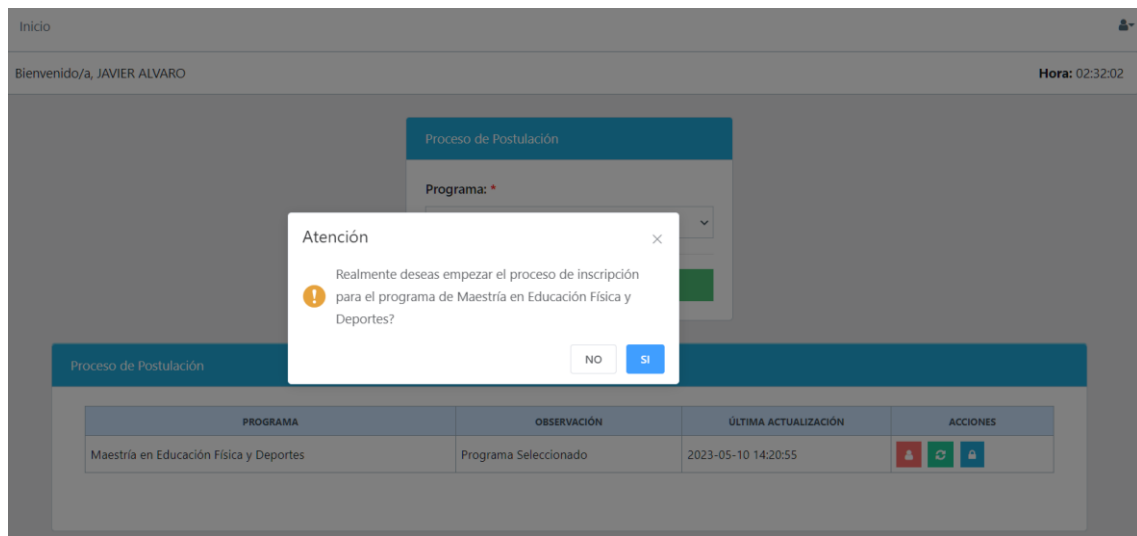 Inicio
Bienvenido/a, JAVIER ALVARO
Hora: 02:32:02
Proceso de Postulación
Programa: *
Atención
Realmente deseas empezar el proceso de inscripción
para el programa de Maestría en Educación Física y
Deportes?
NO
SI
Proceso de Postulación
PROGRAMA OBSERVACIÓN ÚLTIMA ACTUALIZACIÓN ACCIONES
Maestría en Educación Física y Deportes Programa Seleccionado 2023-05-10 14:20:55